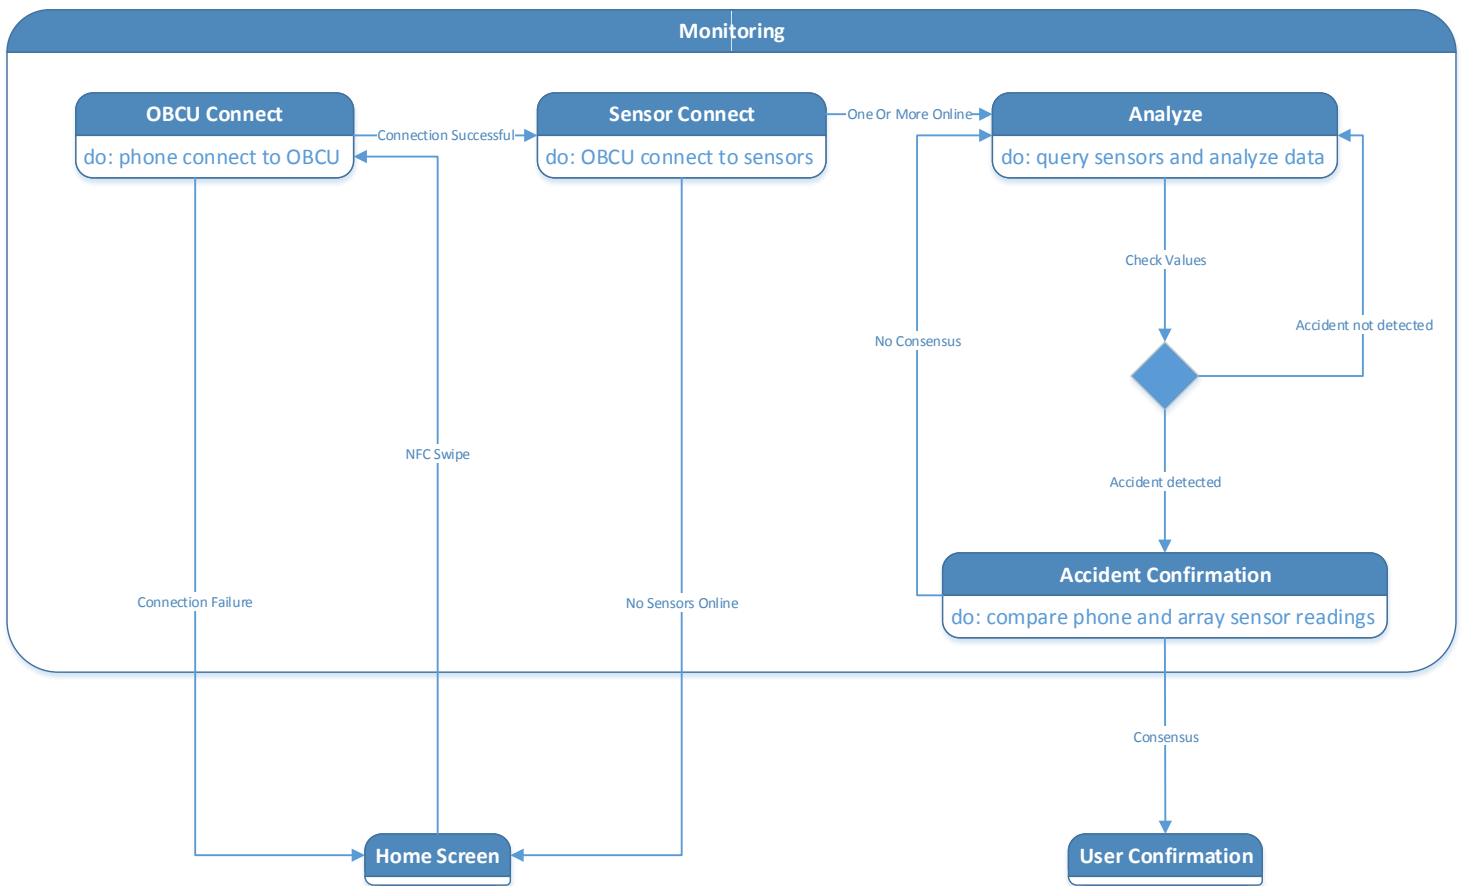 Monitoring
OBCU Connect
do: phone connect to OBCU
Connection Successful
Sensor Connect
do: OBCU connect to sensors
One Or More Online
Analyze
do: query sensors and analyze data
Check Values
Accident not detected
No Consensus
NFC Swipe
Accident detected
Accident Confirmation
do: compare phone and array sensor readings
Connection Failure
No Sensors Online
Consensus
Home Screen
User Confirmation